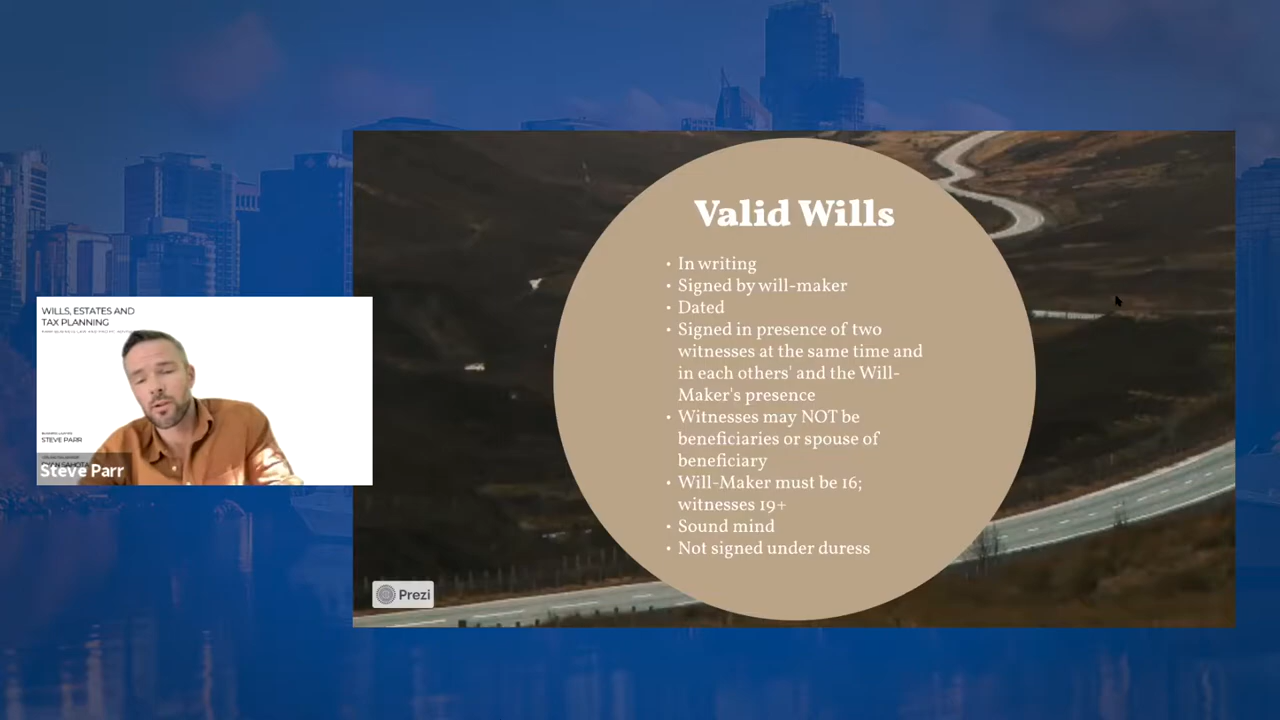 Valid Wills
• In writing
• Signed by will-maker
• Dated
• Signed in presence of two
witnesses at the same time and
in each others' and the Will-
Maker's presence
• Witnesses may NOT be
beneficiaries or spouse of
beneficiary
• Will-Maker must be 16;
witnesses 19+
• Sound mind
• Not signed under duress
WILLS, ESTATES AND
TAX PLANNING
STEVE PARR
Steve Parr
Prezi